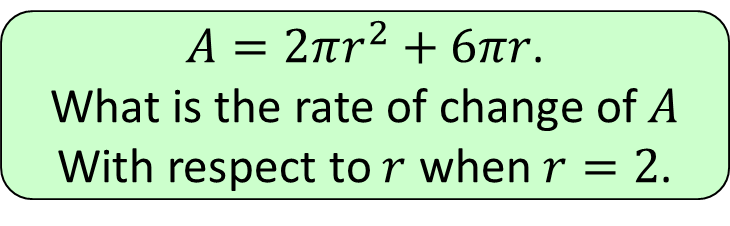 𝐴 = 2𝜋𝑟² + 6𝜋𝑟.
What is the rate of change of 𝐴
With respect to 𝑟 when 𝑟 = 2.